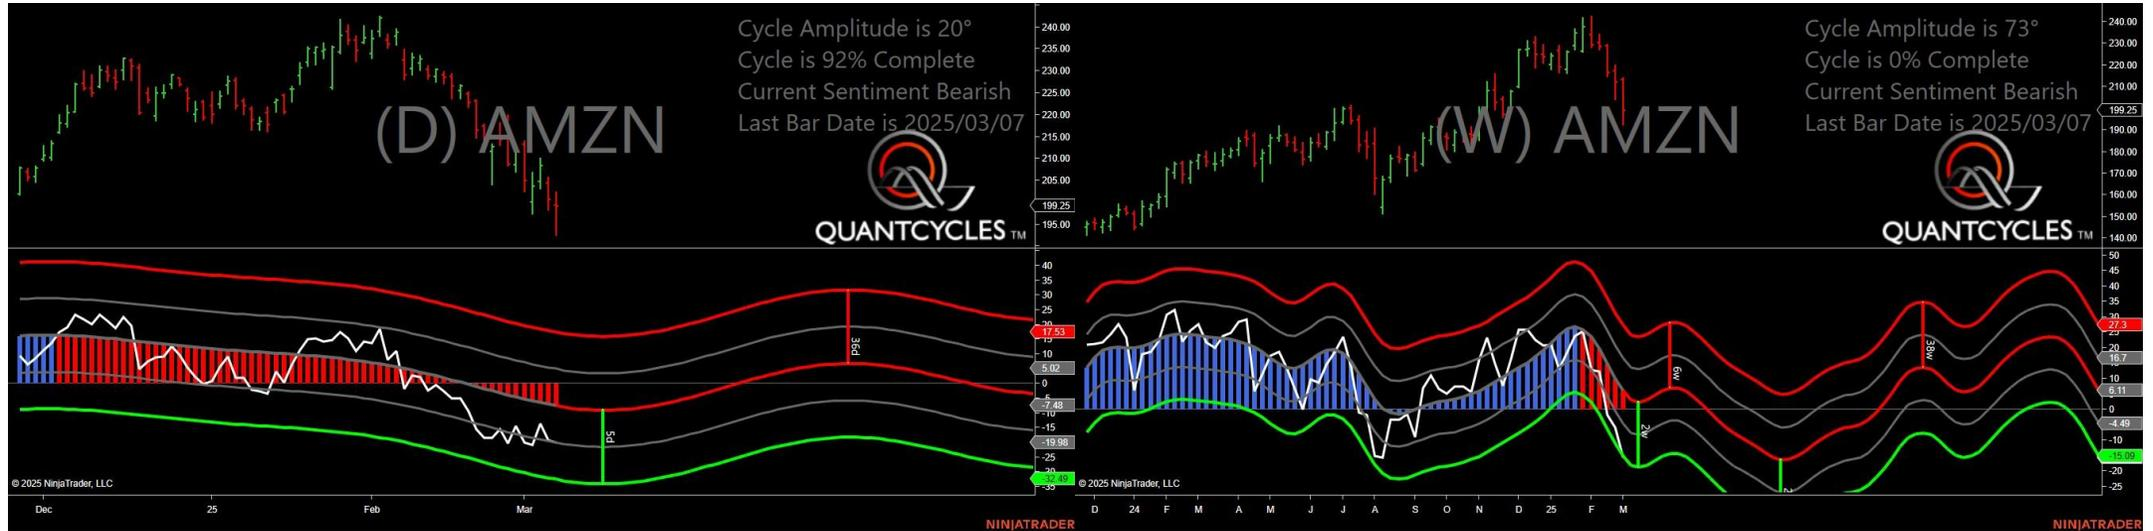 Cycle Amplitude is 20°
Cycle is 92% Complete
Current Sentiment Bearish
Last Bar Date is 2025/03/07
(D) AMZN
QUANTCYCLES TM
240.00
235.00
230.00
225.00
220.00
215.00
210.00
205.00
199.25
195.00
40
35
30
25
17.53
15
10
5.02
0
-7.48
-10
-15
-19.98
-25
-32.49
-35
36d
5d
© 2025 NinjaTrader, LLC
Dec
25
Feb
Mar
NINJATRADER
Cycle Amplitude is 73°
Cycle is 0% Complete
Current Sentiment Bearish
Last Bar Date is 2025/03/07
(W) AMZN
QUANTCYCLES TM
240.00
230.00
220.00
210.00
199.25
190.00
180.00
170.00
160.00
150.00
140.00
50
45
40
35
27.3
20
16.7
10
6.11
0
-4.49
-10
-15.09
-20
-25
6w
38w
2w
© 2025 NinjaTrader, LLC
D 24 F M A M J J A S O N D 25 F M
NINJATRADER